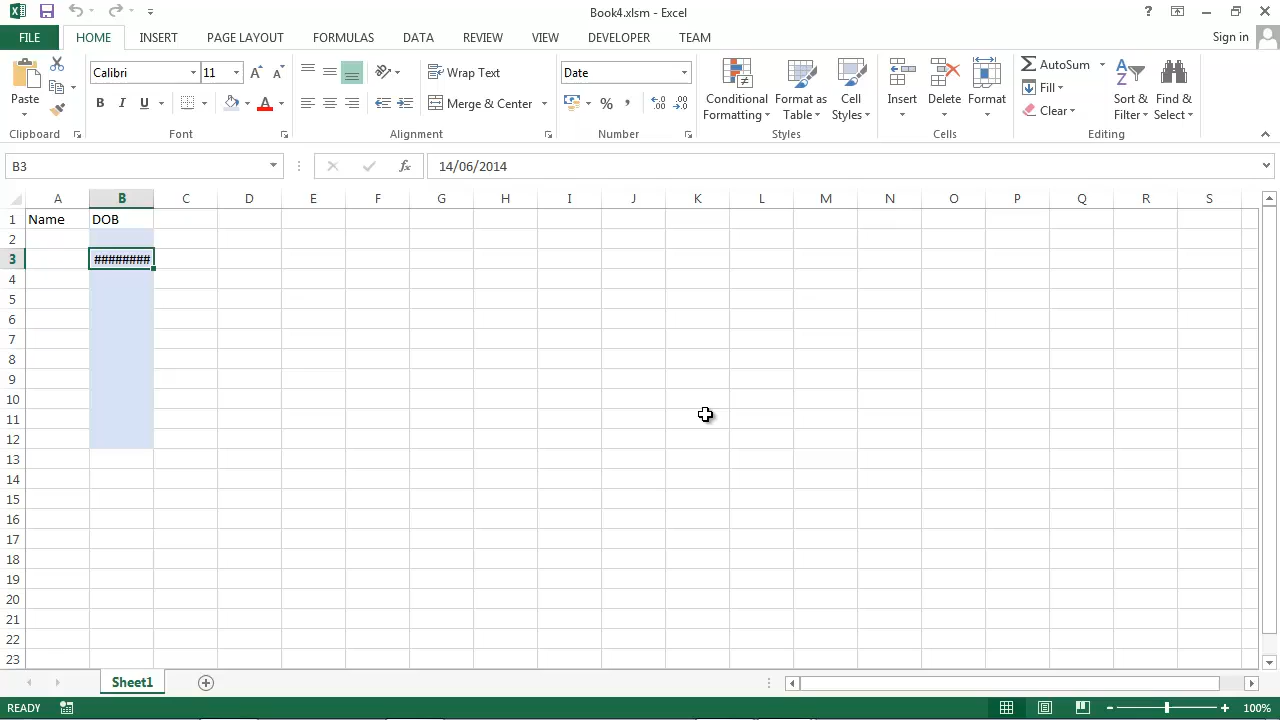 Book4.xlsm - Excel
?
FILE HOME INSERT PAGE LAYOUT FORMULAS DATA REVIEW VIEW DEVELOPER TEAM Sign in
Paste
Calibri 11 A A
B I U A
Wrap Text
Merge & Center
Date
% ,
Conditional Formatting
Format as Table
Cell Styles
Insert Delete Format
Σ AutoSum
Fill
Clear
Sort & Filter
Find & Select
Clipboard Font Alignment Number Styles Cells Editing
B3 fx 14/06/2014
A B C D E F G H I J K L M N O P Q R S
1 Name DOB
2
3 ########
4
5
6
7
8
9
10
11
12
13
14
15
16
17
18
19
20
21
22
23
Sheet1
READY 100%